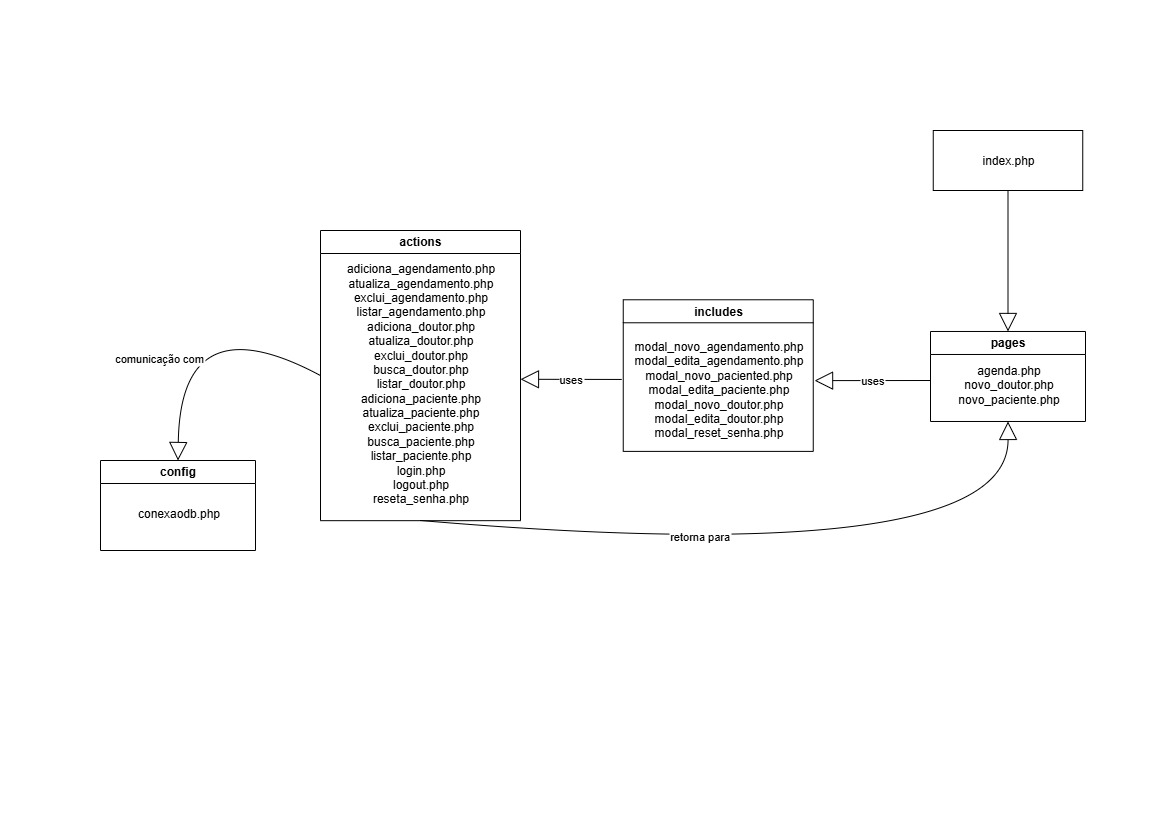 index.php
actions
adiciona_agendamento.php
atualiza_agendamento.php
exclui_agendamento.php
listar_agendamento.php
adiciona_doutor.php
atualiza_doutor.php
exclui_doutor.php
busca_doutor.php
listar_doutor.php
adiciona_paciente.php
atualiza_paciente.php
exclui_paciente.php
busca_paciente.php
listar_paciente.php
login.php
logout.php
reseta_senha.php
includes
modal_novo_agendamento.php
modal_edita_agendamento.php
modal_novo_paciented.php
modal_edita_paciente.php
modal_novo_doutor.php
modal_edita_doutor.php
modal_reset_senha.php
pages
agenda.php
novo_doutor.php
novo_paciente.php
comunicação com
uses
uses
config
conexaodb.php
retorna para